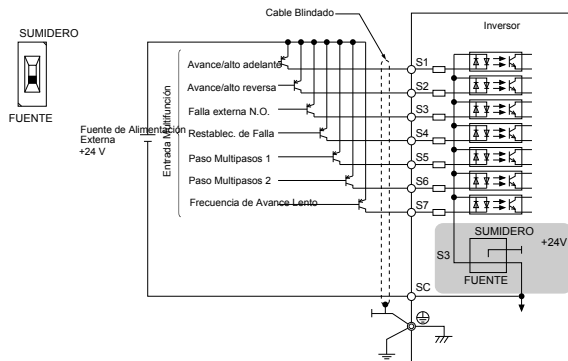 Cable Blindado
Inversor
SUMIDERO
FUENTE
Fuente de Alimentación
Externa
+24 V
Entrada Multifunción
Avance/alto adelante
S1
Avance/alto reversa
S2
Falla externa N.O.
S3
Restablec. de Falla
S4
Paso Multipasos 1
S5
Paso Multipasos 2
S6
Frecuencia de Avance Lento
S7
SUMIDERO
+24V
S3
FUENTE
SC